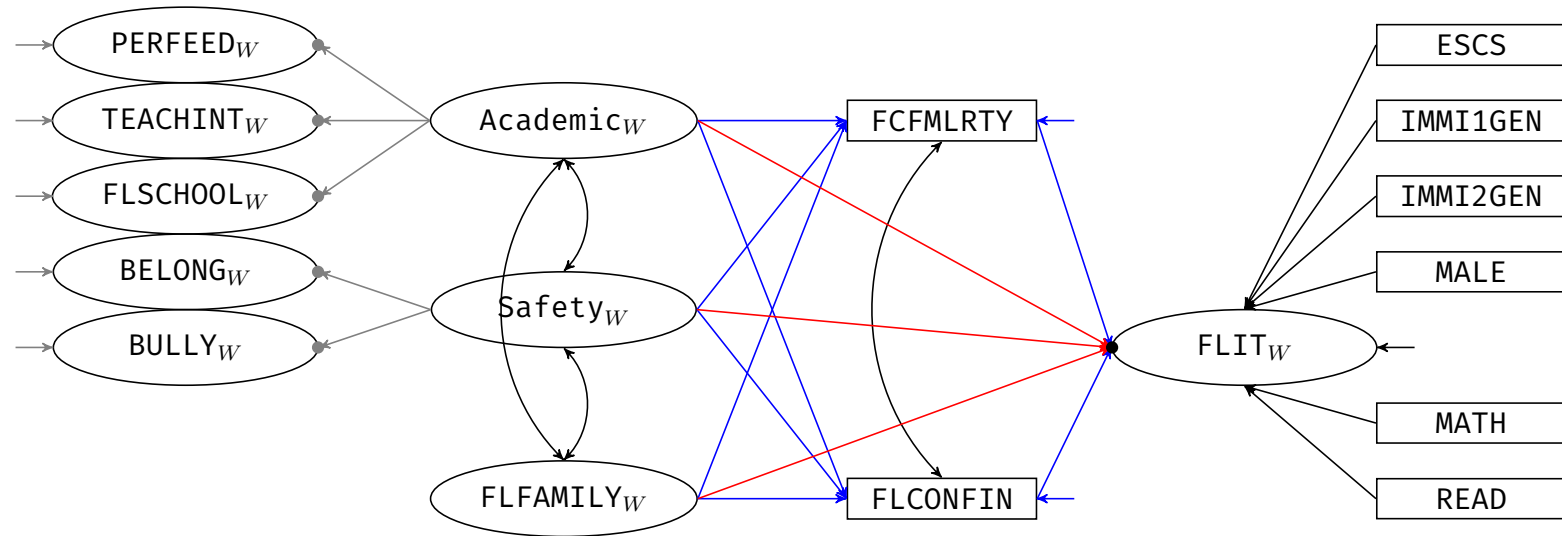 PERFEED_W
TEACHINT_W
FLSCHOOL_W
BELONG_W
BULLY_W
Academic_W
Safety_W
FLFAMILY_W
FCFMLRTY
FLCONFIN
FLIT_W
ESCS
IMMI1GEN
IMMI2GEN
MALE
MATH
READ